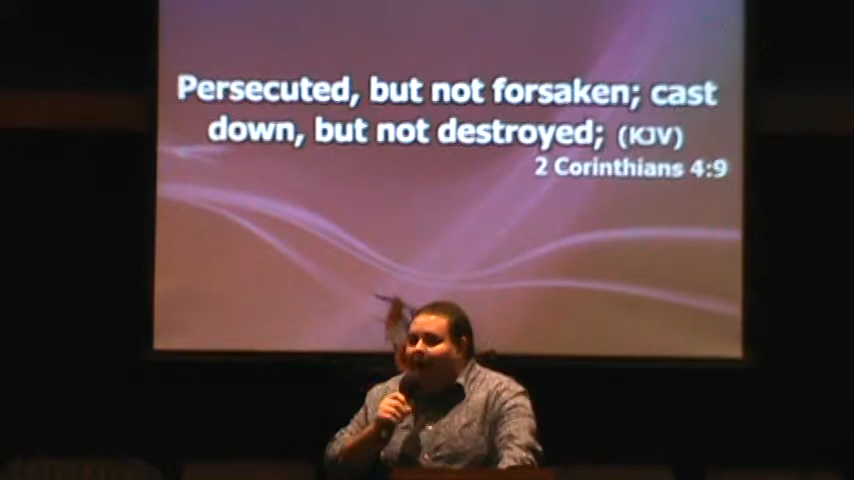 Persecuted, but not forsaken; cast
down, but not destroyed; (KJV)
2 Corinthians 4:9